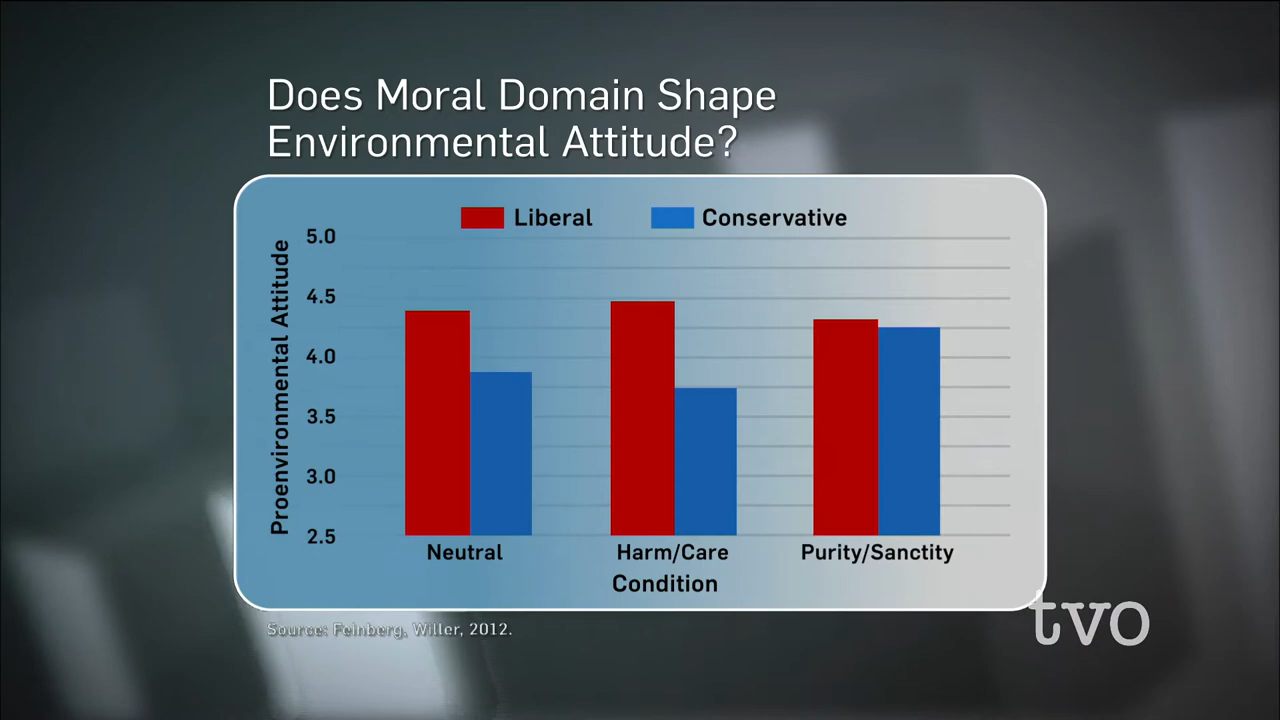 Does Moral Domain Shape
Environmental Attitude?
Liberal
Conservative
Proenvironmental Attitude
5.0
4.5
4.0
3.5
3.0
2.5
Neutral
Harm/Care
Purity/Sanctity
Condition
Source: Feinberg, Willer, 2012.
tvo